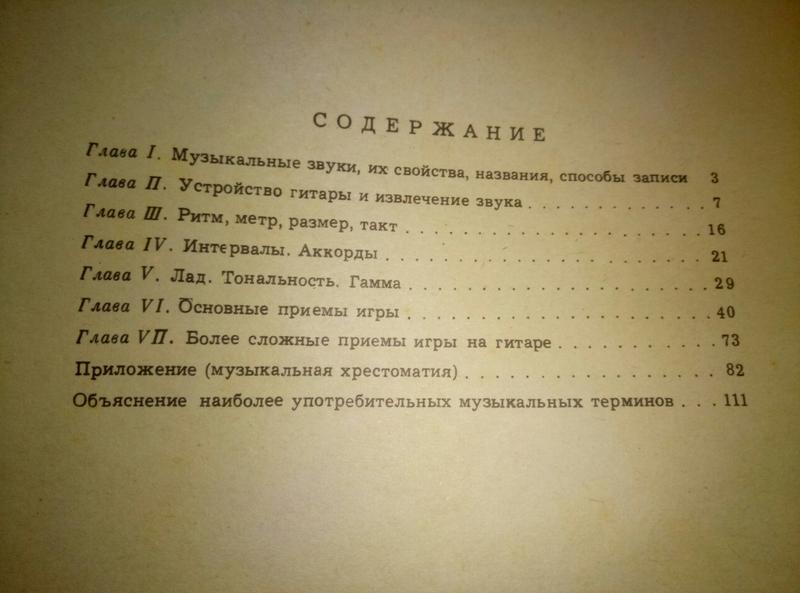 СОДЕРЖАНИЕ
Глава I. Музыкальные звуки, их свойства, названия, способы записи 3
Глава II. Устройство гитары и извлечение звука . . . . . . . . . . . . 7
Глава III. Ритм, метр, размер, такт . . . . . . . . . . . . . . . . . . . . 16
Глава IV. Интервалы. Аккорды . . . . . . . . . . . . . . . . . . . . . 21
Глава V. Лад. Тональность. Гамма . . . . . . . . . . . . . . . . . . . . 29
Глава VI. Основные приемы игры . . . . . . . . . . . . . . . . . . . . 40
Глава VII. Более сложные приемы игры на гитаре . . . . . . . . . . 73
Приложение (музыкальная хрестоматия) . . . . . . . . . . . . . . . . 82
Объяснение наиболее употребительных музыкальных терминов . . . 111